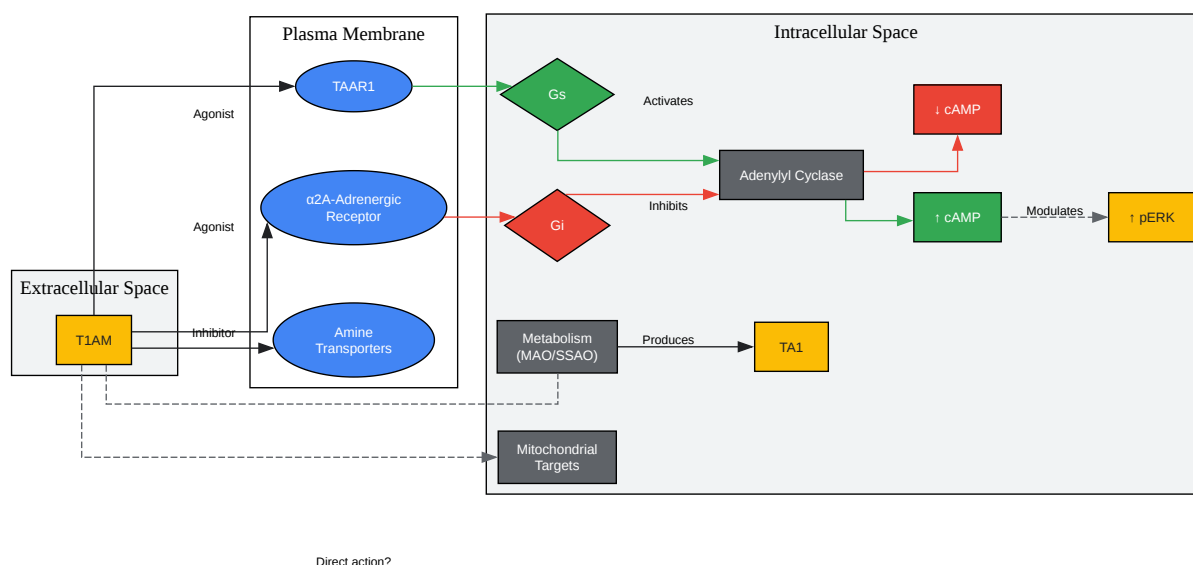 Plasma Membrane
Intracellular Space
TAAR1
Gs
Activates
↓ cAMP
Agonist
Adenylyl Cyclase
α2A-Adrenergic
Receptor
Inhibits
Gi
↑ cAMP
Modulates
↑ pERK
Agonist
Extracellular Space
T1AM
Inhibitor
Amine
Transporters
Metabolism
(MAO/SSAO)
Produces
TA1
Mitochondrial
Targets
Direct action?